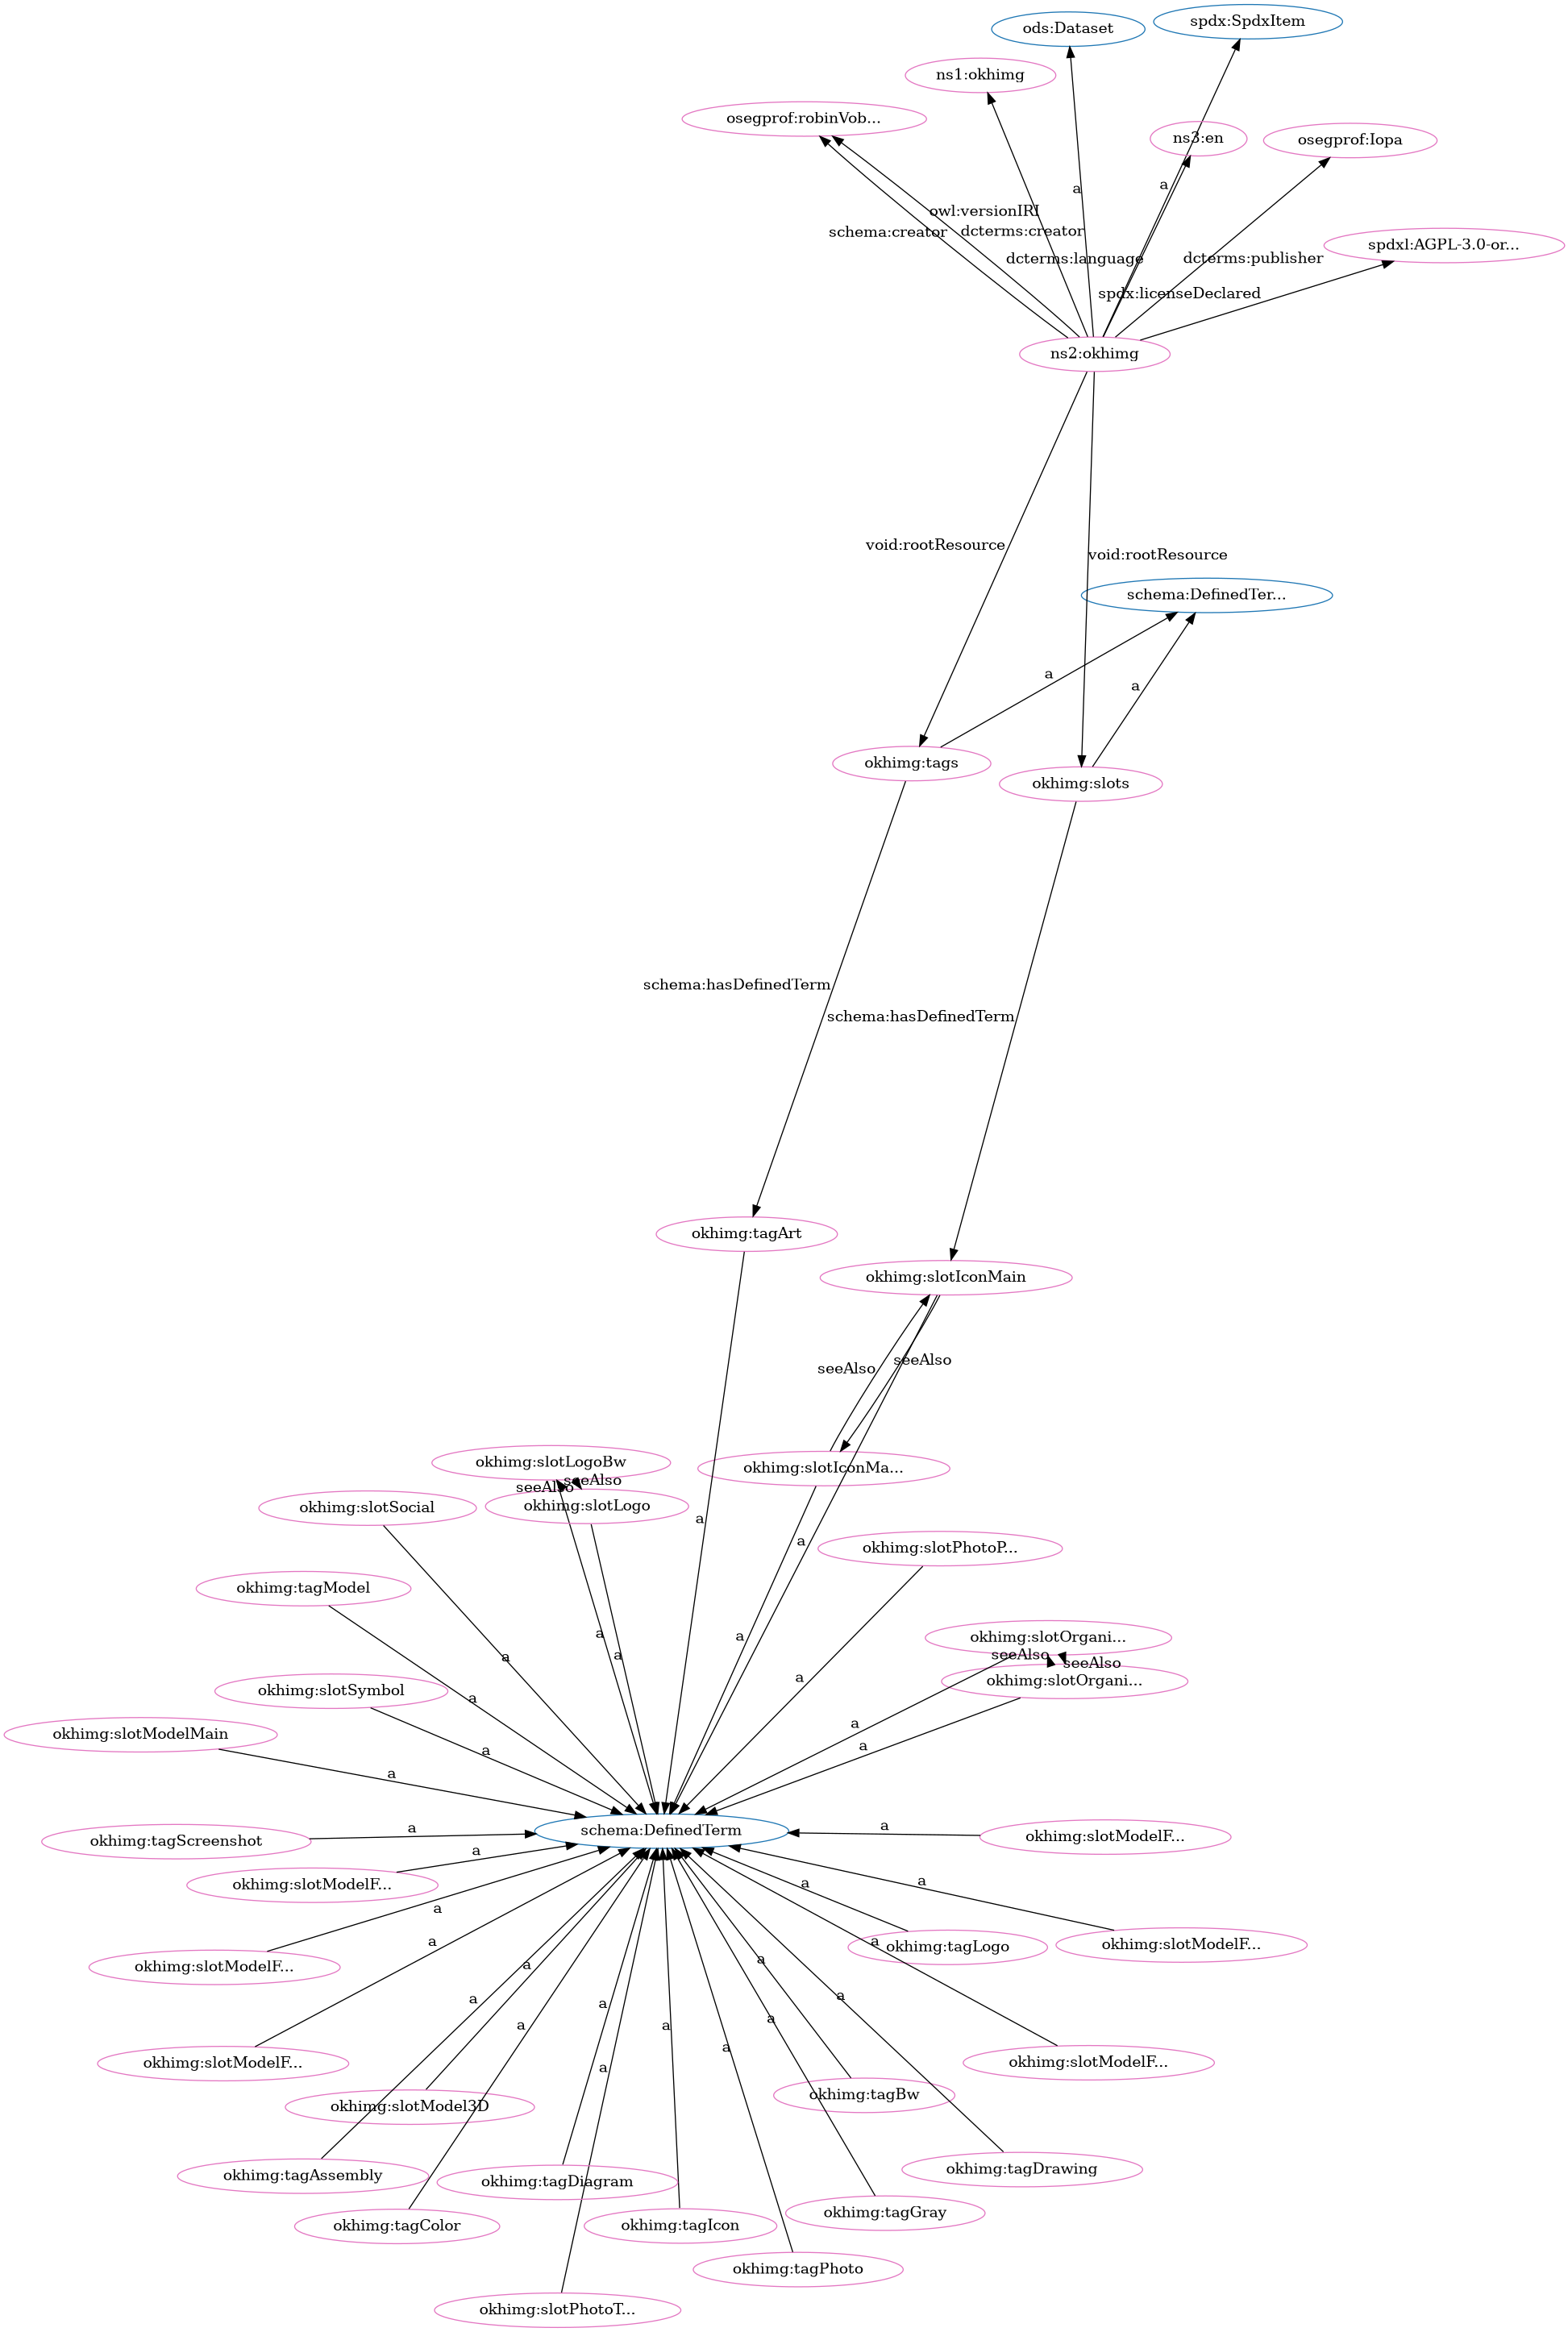 spdx:SpdxItem
ods:Dataset
ns1:okhimg
osegprof:robinVob...
ns3:en
osegprof:Iopa
a
a
owl:versionIRI
schema:creator
dcterms:creator
spdxl:AGPL-3.0-or...
dcterms:language
dcterms:publisher
spdx:licenseDeclared
ns2:okhimg
void:rootResource
void:rootResource
schema:DefinedTer...
a
a
okhimg:tags
okhimg:slots
schema:hasDefinedTerm
schema:hasDefinedTerm
okhimg:tagArt
okhimg:slotIconMain
seeAlso
seeAlso
okhimg:slotLogoBw
okhimg:slotIconMa...
seeAlso
seeAlso
okhimg:slotSocial
okhimg:slotLogo
a
a
okhimg:slotPhotoP...
okhimg:tagModel
a
a
a
okhimg:slotOrgani...
a
seeAlso
seeAlso
a
okhimg:slotOrgani...
okhimg:slotSymbol
a
a
okhimg:slotModelMain
a
a
a
okhimg:tagScreenshot
a
schema:DefinedTerm
a
okhimg:slotModelF...
okhimg:slotModelF...
a
a
a
a
okhimg:slotModelF...
a
a
okhimg:tagLogo
okhimg:slotModelF...
a
a
a
a
a
a
a
a
a
a
okhimg:slotModelF...
okhimg:slotModelF...
okhimg:slotModel3D
okhimg:tagBw
okhimg:tagAssembly
okhimg:tagDiagram
okhimg:tagDrawing
okhimg:tagColor
okhimg:tagIcon
okhimg:tagGray
okhimg:tagPhoto
okhimg:slotPhotoT...